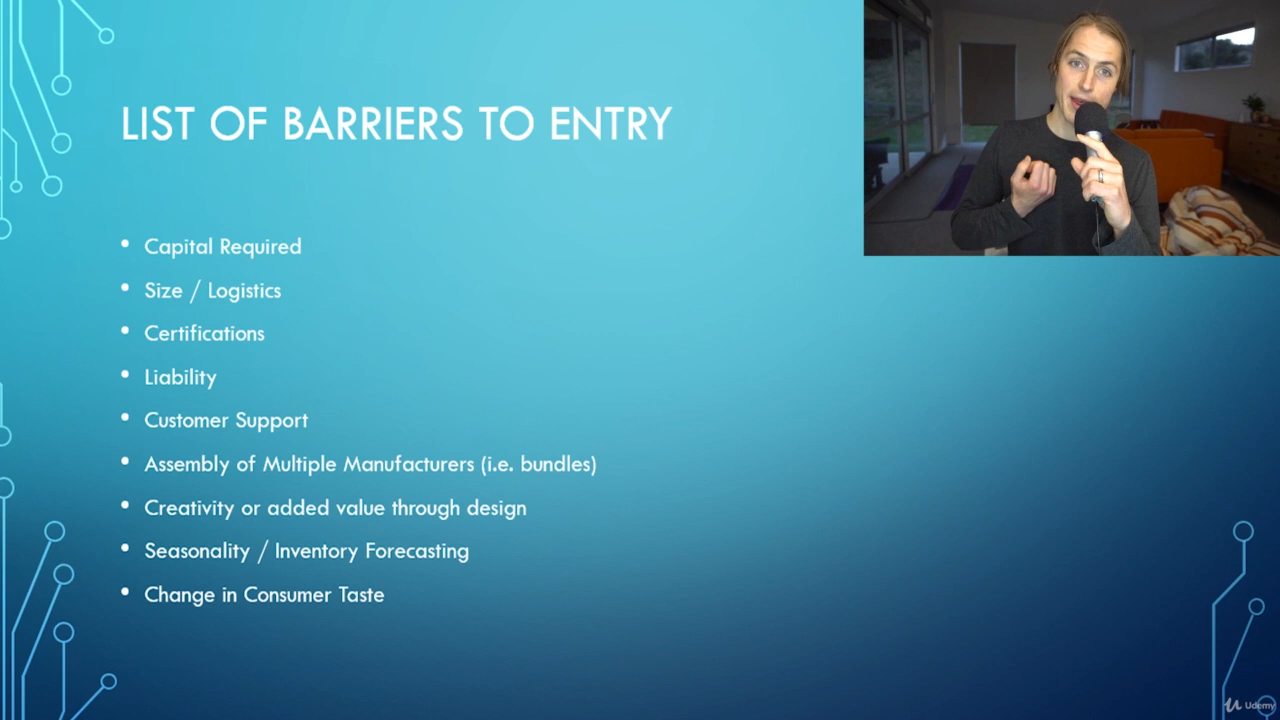 LIST OF BARRIERS TO ENTRY
• Capital Required
• Size / Logistics
• Certifications
• Liability
• Customer Support
• Assembly of Multiple Manufacturers (i.e. bundles)
• Creativity or added value through design
• Seasonality / Inventory Forecasting
• Change in Consumer Taste
Udemy